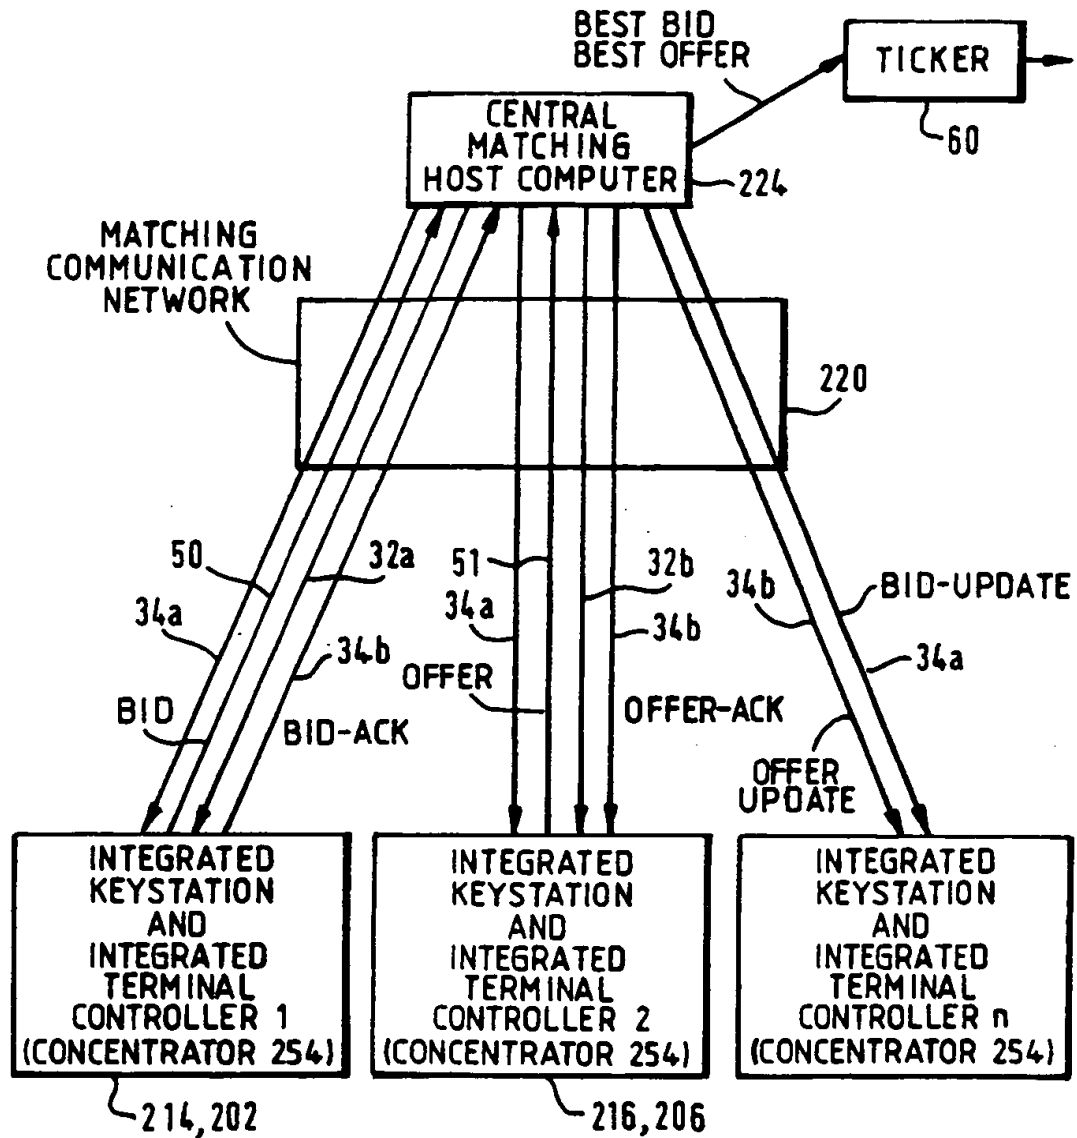 BEST BID
BEST OFFER
TICKER
60
CENTRAL
MATCHING
HOST COMPUTER
224
MATCHING
COMMUNICATION
NETWORK
220
50
32a
34a
34b
BID
BID-ACK
51
34a
32b
34b
OFFER
OFFER-ACK
34b
BID-UPDATE
34a
OFFER
UPDATE
INTEGRATED
KEYSTATION
AND
INTEGRATED
TERMINAL
CONTROLLER 1
(CONCENTRATOR 254)
214,202
INTEGRATED
KEYSTATION
AND
INTEGRATED
TERMINAL
CONTROLLER 2
(CONCENTRATOR 254)
216,206
INTEGRATED
KEYSTATION
AND
INTEGRATED
TERMINAL
CONTROLLER n
(CONCENTRATOR 254)